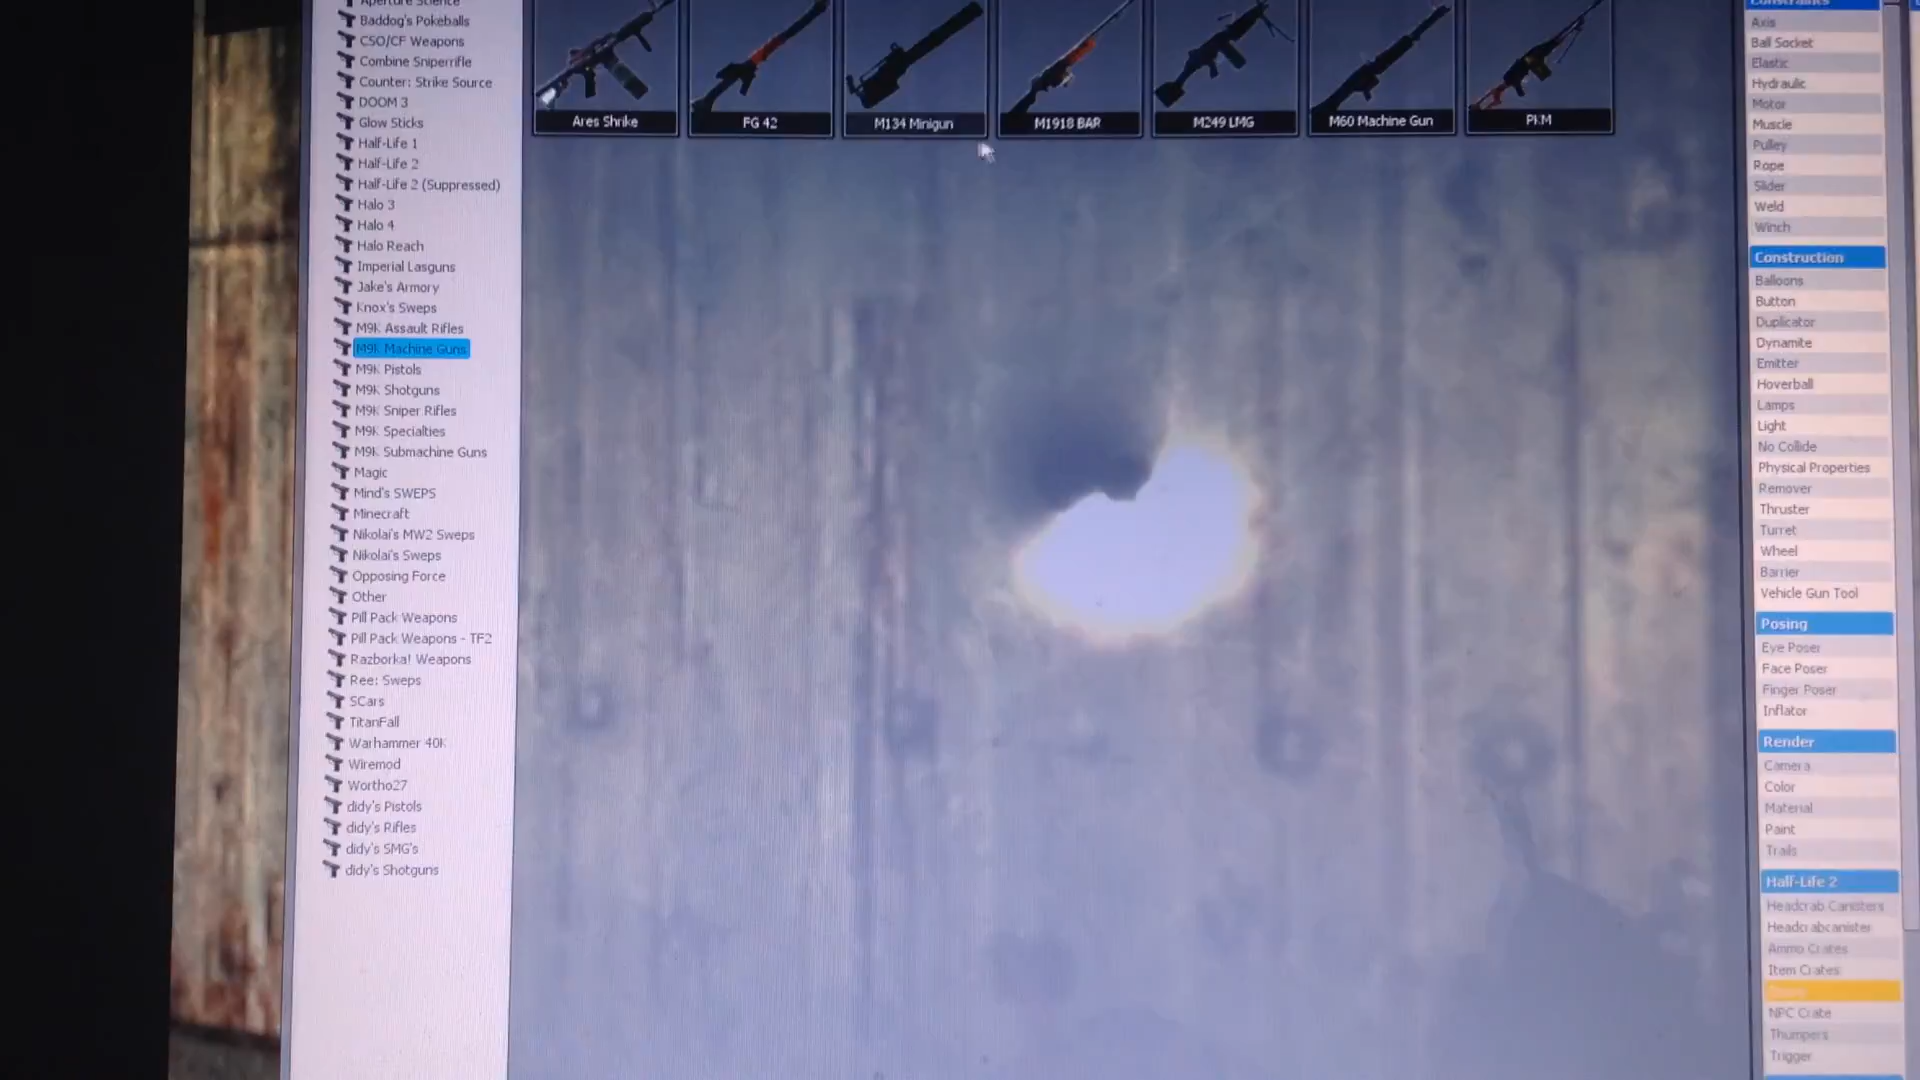 Aperture Science
Baddog's Pokeballs
CSO/CF Weapons
Combine Sniperrifle
Counter: Strike Source
DOOM 3
Glow Sticks
Half-Life 1
Half-Life 2
Half-Life 2 (Suppressed)
Halo 3
Halo 4
Halo Reach
Imperial Lasguns
Jake's Armory
Knox's Sweps
M9K Assault Rifles
M9K Machine Guns
M9K Pistols
M9K Shotguns
M9K Sniper Rifles
M9K Specialties
M9K Submachine Guns
Magic
Mind's SWEPS
Minecraft
Nikolai's MW2 Sweps
Nikolai's Sweps
Opposing Force
Other
Pill Pack Weapons
Pill Pack Weapons - TF2
Razborka! Weapons
Ree: Sweps
SCars
TitanFall
Warhammer 40K
Wiremod
Wortho27
didy's Pistols
didy's Rifles
didy's SMG's
didy's Shotguns
Ares Shrike
FG 42
M134 Minigun
M1918 BAR
M249 LMG
M60 Machine Gun
PKM
Constraints
Axis
Ball Socket
Elastic
Hydraulic
Motor
Muscle
Pulley
Rope
Slider
Weld
Winch
Construction
Balloons
Button
Duplicator
Dynamite
Emitter
Hoverball
Lamps
Light
No Collide
Physical Properties
Remover
Thruster
Turret
Wheel
Barrier
Vehicle Gun Tool
Posing
Eye Poser
Face Poser
Finger Poser
Inflator
Render
Camera
Color
Material
Paint
Trails
Half-Life 2
Headcrab Canisters
Headcrabcanister
Ammo Crates
Item Crates
NPC Crate
Thumpers
Trigger